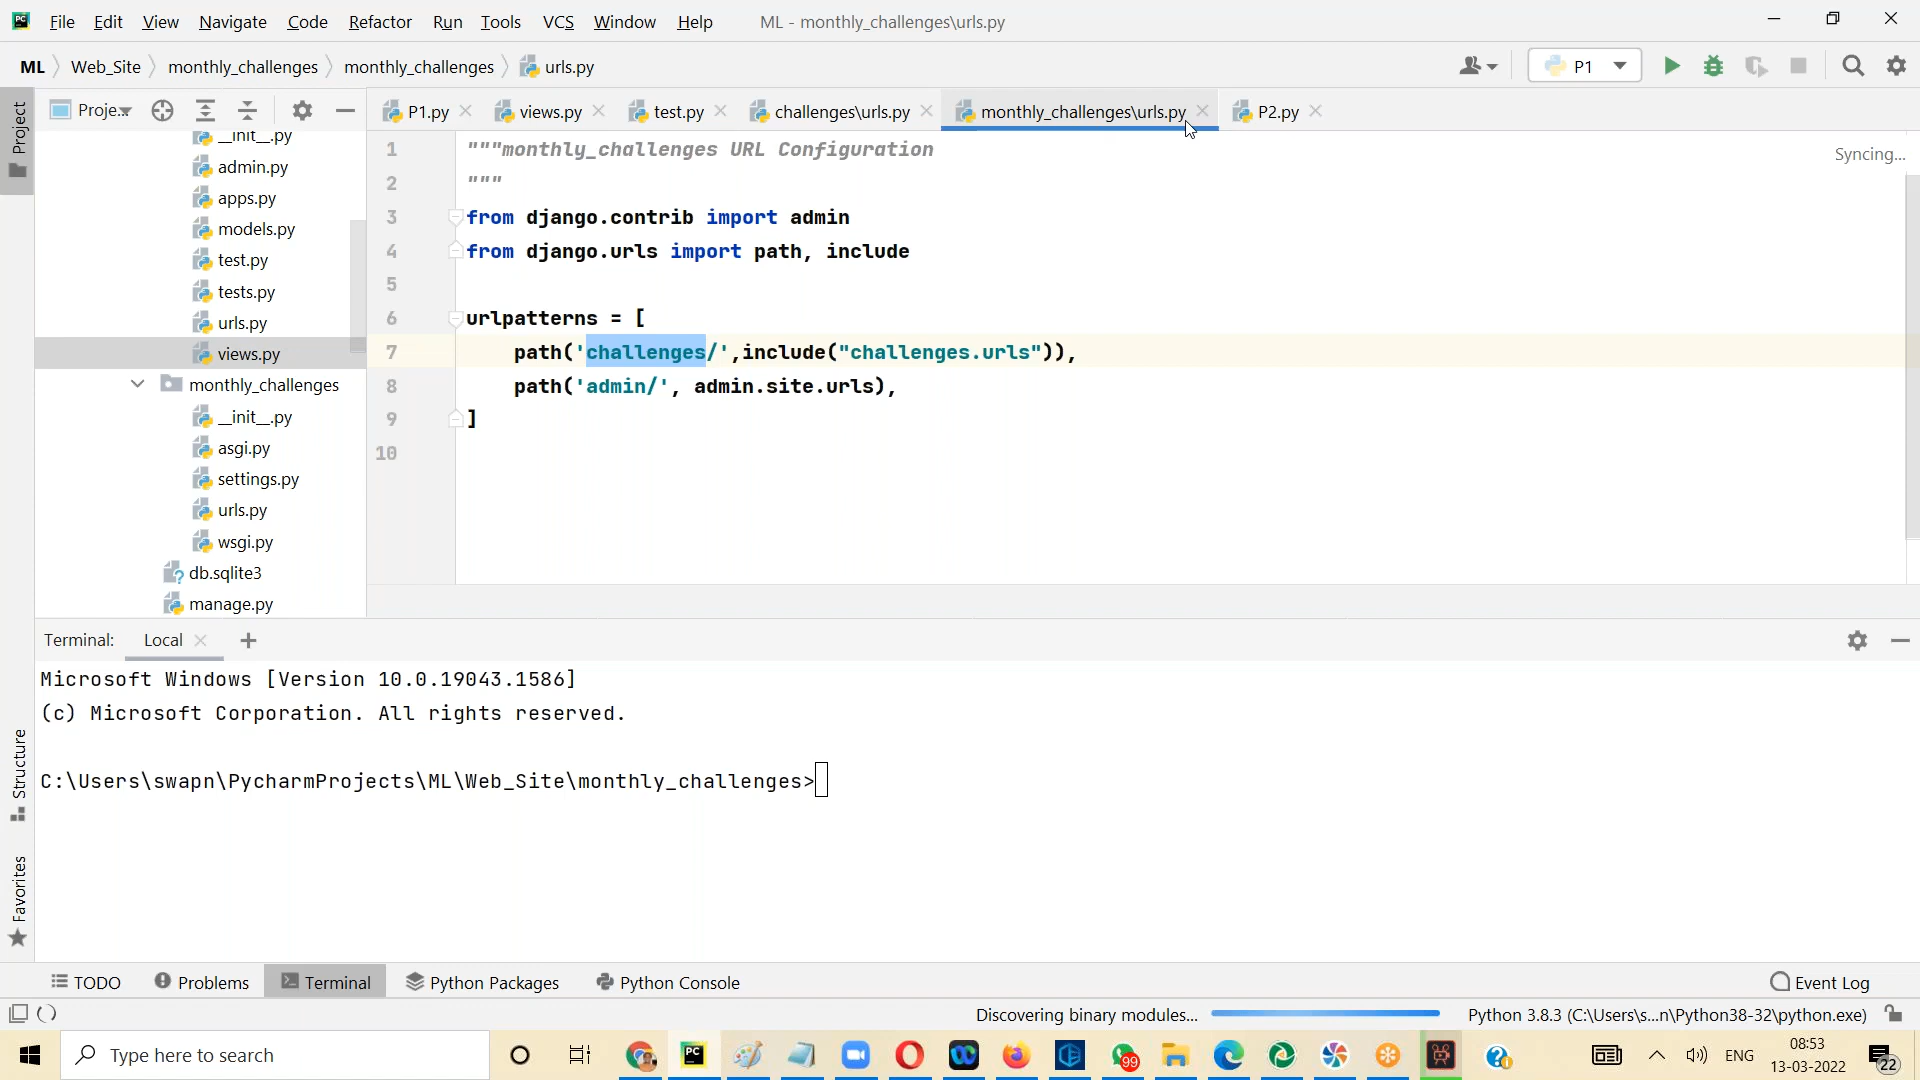 File Edit View Navigate Code Refactor Run Tools VCS Window Help ML - monthly_challenges\urls.py
ML Web_Site monthly_challenges monthly_challenges urls.py P1
Project
Proje...
P1.py views.py test.py challenges\urls.py monthly_challenges\urls.py P2.py
__init__.py
admin.py
apps.py
models.py
test.py
tests.py
urls.py
views.py
monthly_challenges
__init__.py
asgi.py
settings.py
urls.py
wsgi.py
db.sqlite3
manage.py
Syncing...
1 """monthly_challenges URL Configuration
2 """
3 from django.contrib import admin
4 from django.urls import path, include
5
6 urlpatterns = [
7 path('challenges/',include("challenges.urls")),
8 path('admin/', admin.site.urls),
9 ]
10
Terminal: Local +
Microsoft Windows [Version 10.0.19043.1586]
(c) Microsoft Corporation. All rights reserved.
C:\Users\swapn\PycharmProjects\ML\Web_Site\monthly_challenges>
Structure
Favorites
TODO Problems Terminal Python Packages Python Console Event Log
Discovering binary modules... Python 3.8.3 (C:\Users\s...n\Python38-32\python.exe)
Type here to search
PC
99
ENG
08:53
13-03-2022
22